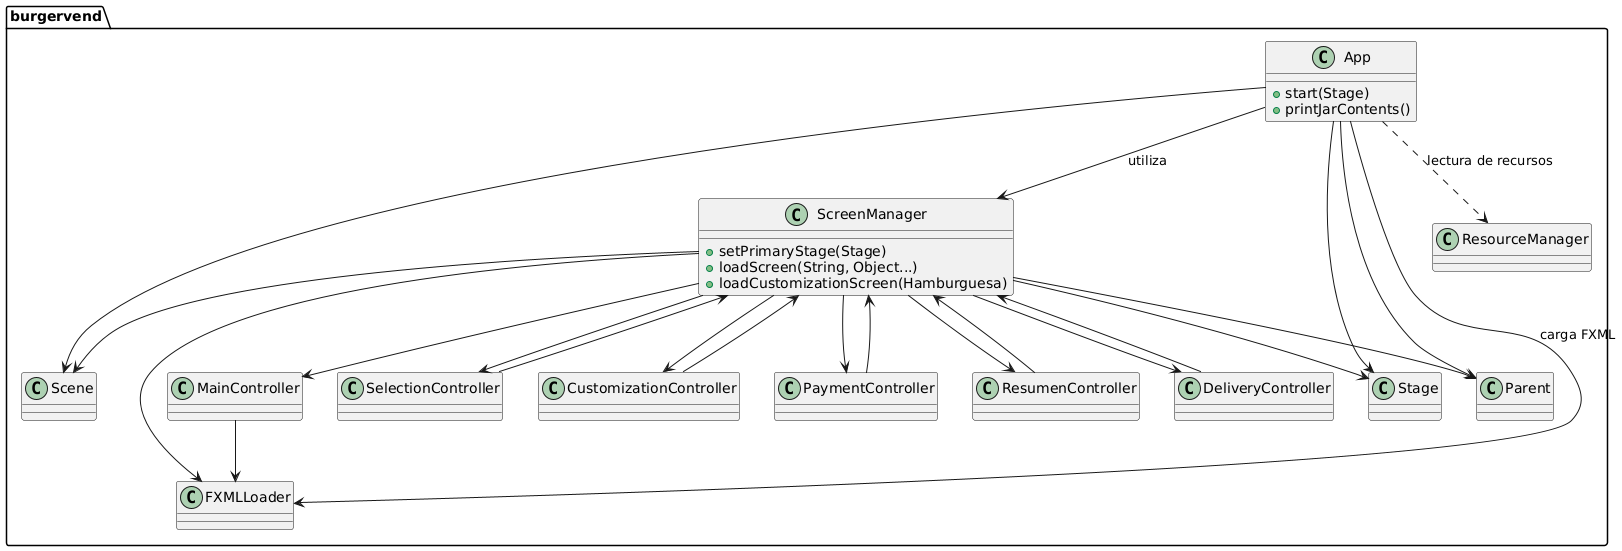 burgervend
C App
start(Stage)
printJarContents()
utiliza
lectura de recursos
C ScreenManager
setPrimaryStage(Stage)
loadScreen(String, Object...)
loadCustomizationScreen(Hamburguesa)
C ResourceManager
carga FXML
C Scene
C MainController
C SelectionController
C CustomizationController
C PaymentController
C ResumenController
C DeliveryController
C Stage
C Parent
C FXMLLoader